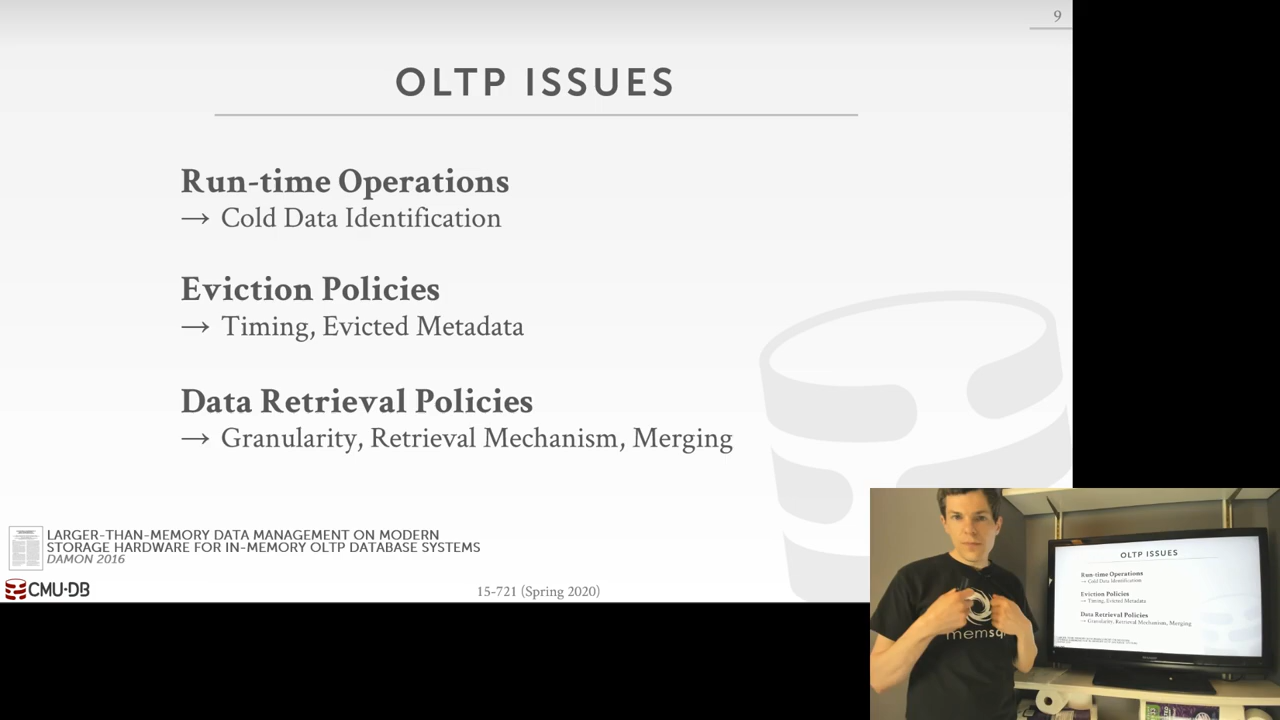 9
OLTP ISSUES
Run-time Operations
→ Cold Data Identification
Eviction Policies
→ Timing, Evicted Metadata
Data Retrieval Policies
→ Granularity, Retrieval Mechanism, Merging
LARGER-THAN-MEMORY DATA MANAGEMENT ON MODERN
STORAGE HARDWARE FOR IN-MEMORY OLTP DATABASE SYSTEMS
DAMON 2016
CMU·DB
15-721 (Spring 2020)
memsql
OLTP ISSUES
Run-time Operations
→ Cold Data Identification
Eviction Policies
→ Timing, Evicted Metadata
Data Retrieval Policies
→ Granularity, Retrieval Mechanism, Merging